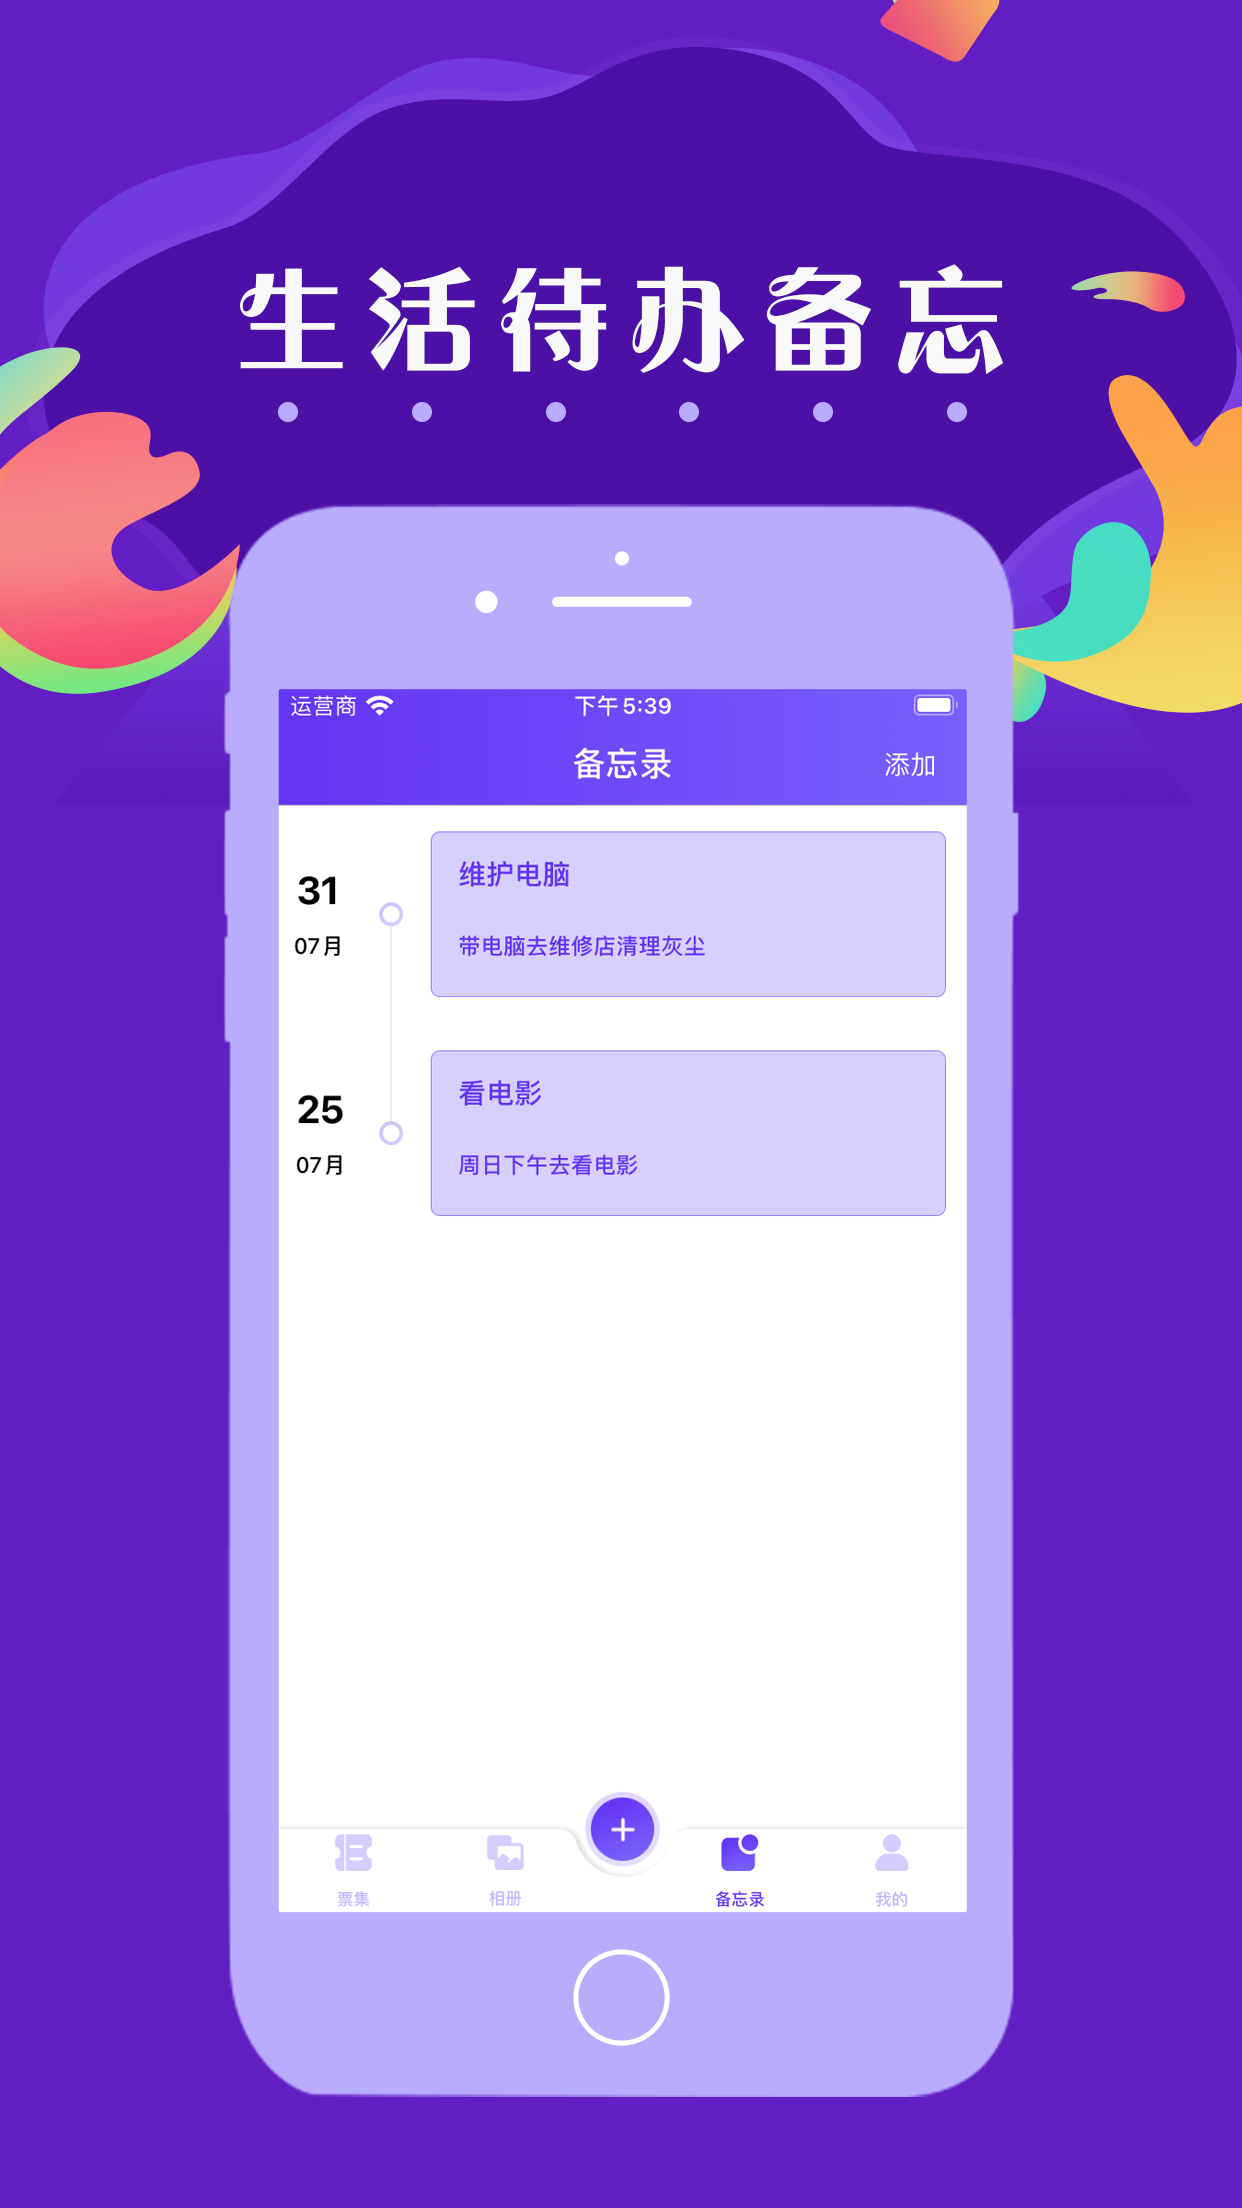 生活待办备忘
运营商 下午5:39
备忘录 添加
31
07月
维护电脑
带电脑去维修店清理灰尘
25
07月
看电影
周日下午去看电影
票集 相册 备忘录 我的